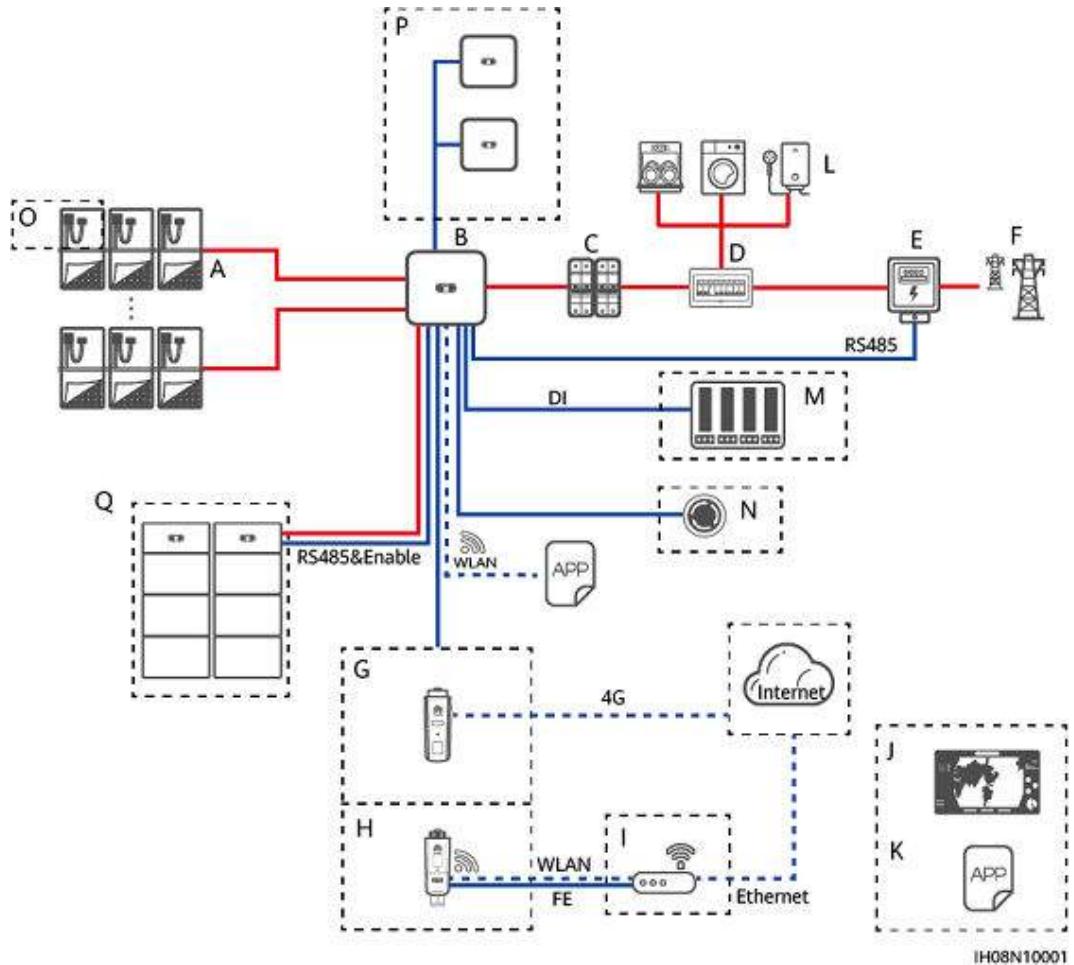 P
L
O
A
B
C
D
E
F
RS485
DI
M
N
Q
RS485&Enable
WLAN
APP
G
4G
Internet
J
H
I
WLAN
FE
Ethernet
K
APP
IH08N10001